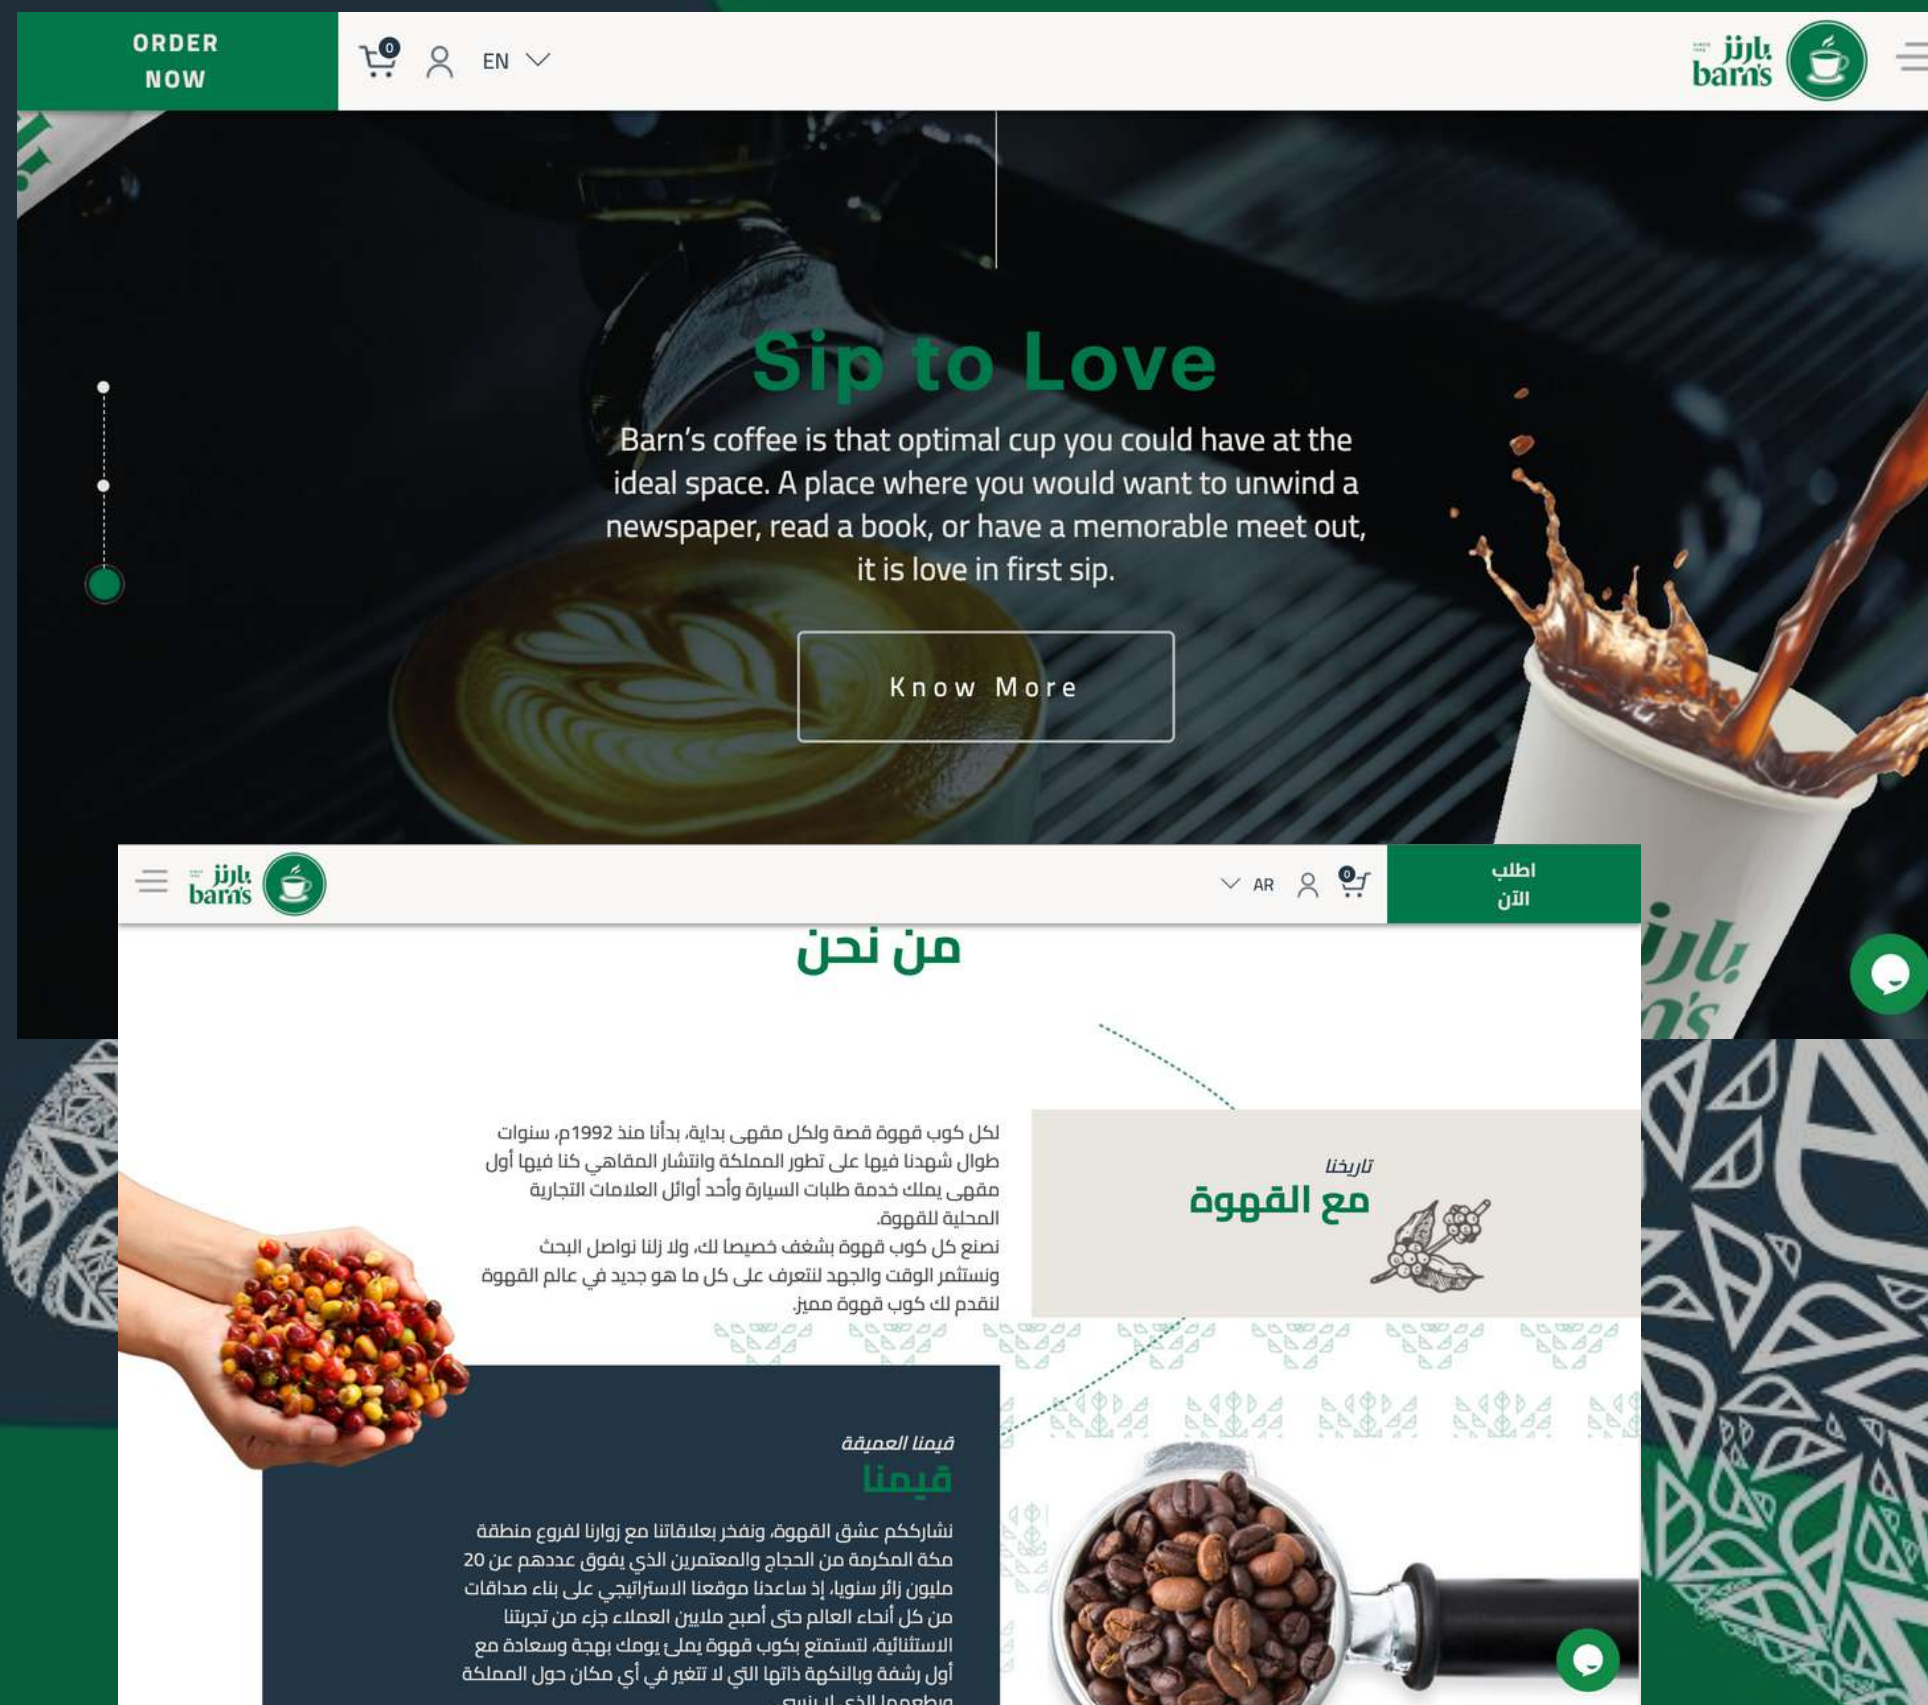 ORDER
NOW
0
EN
بارنز
barn's
Sip to Love
Barn's coffee is that optimal cup you could have at the
ideal space. A place where you would want to unwind a
newspaper, read a book, or have a memorable meet out,
it is love in first sip.
Know More
بارنز
barn's
AR
0
اطلب
الآن
من نحن
تاريخنا
مع القهوة
لكل كوب قهوة قصة ولكل مقهى بداية، بدأنا منذ 1992م، سنوات
طوال شهدنا فيها على تطور المملكة وانتشار المقاهي كنا فيها أول
مقهى يملك خدمة طلبات السيارة وأحد أوائل العلامات التجارية
المحلية للقهوة.
نصنع كل كوب قهوة بشغف خصيصا لك، ولا زلنا نواصل البحث
ونستثمر الوقت والجهد لنتعرف على كل ما هو جديد في عالم القهوة
لنقدم لك كوب قهوة مميز.
قيمنا العميقة
قيمنا
نشارككم عشق القهوة، ونفخر بعلاقاتنا مع زوارنا لفروع منطقة
مكة المكرمة من الحجاج والمعتمرين الذي يفوق عددهم عن 20
مليون زائر سنويا، إذ ساعدنا موقعنا الاستراتيجي على بناء صداقات
من كل أنحاء العالم حتى أصبح ملايين العملاء جزء من تجربتنا
الاستثنائية، لتستمتع بكوب قهوة يملئ يومك بهجة وسعادة مع
أول رشفة وبالنكهة ذاتها التي لا تتغير في أي مكان حول المملكة